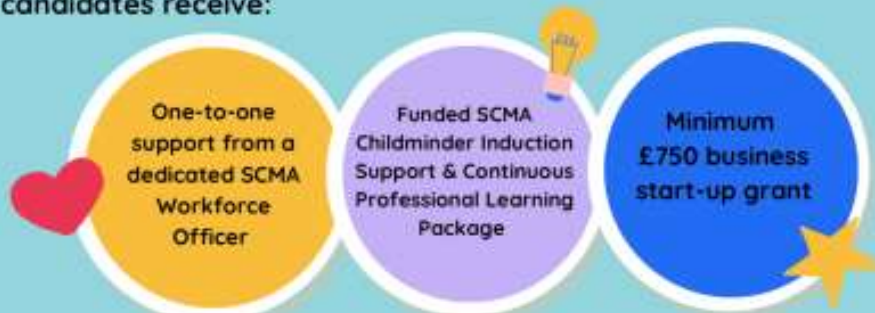 candidates receive:
One-to-one
support from a
dedicated SCMA
Workforce
Officer
Funded SCMA
Childminder Induction
Support & Continuous
Professional Learning
Package
Minimum
£750 business
start-up grant